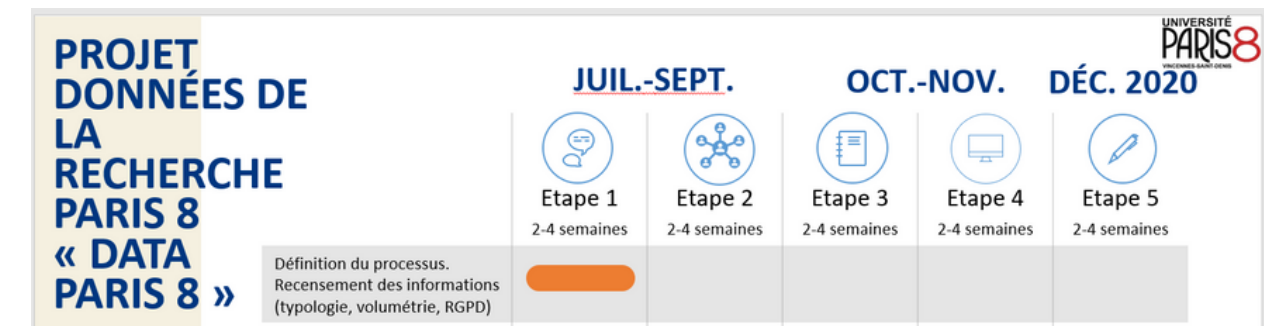 PROJET
DONNÉES DE
LA
RECHERCHE
PARIS 8
« DATA
PARIS 8 »
UNIVERSITÉ
PARIS8
VINCENNES-SAINT-DENIS
JUIL.-SEPT. OCT.-NOV. DÉC. 2020
Etape 1 Etape 2 Etape 3 Etape 4 Etape 5
2-4 semaines 2-4 semaines 2-4 semaines 2-4 semaines 2-4 semaines
Définition du processus.
Recensement des informations
(typologie, volumétrie, RGPD)